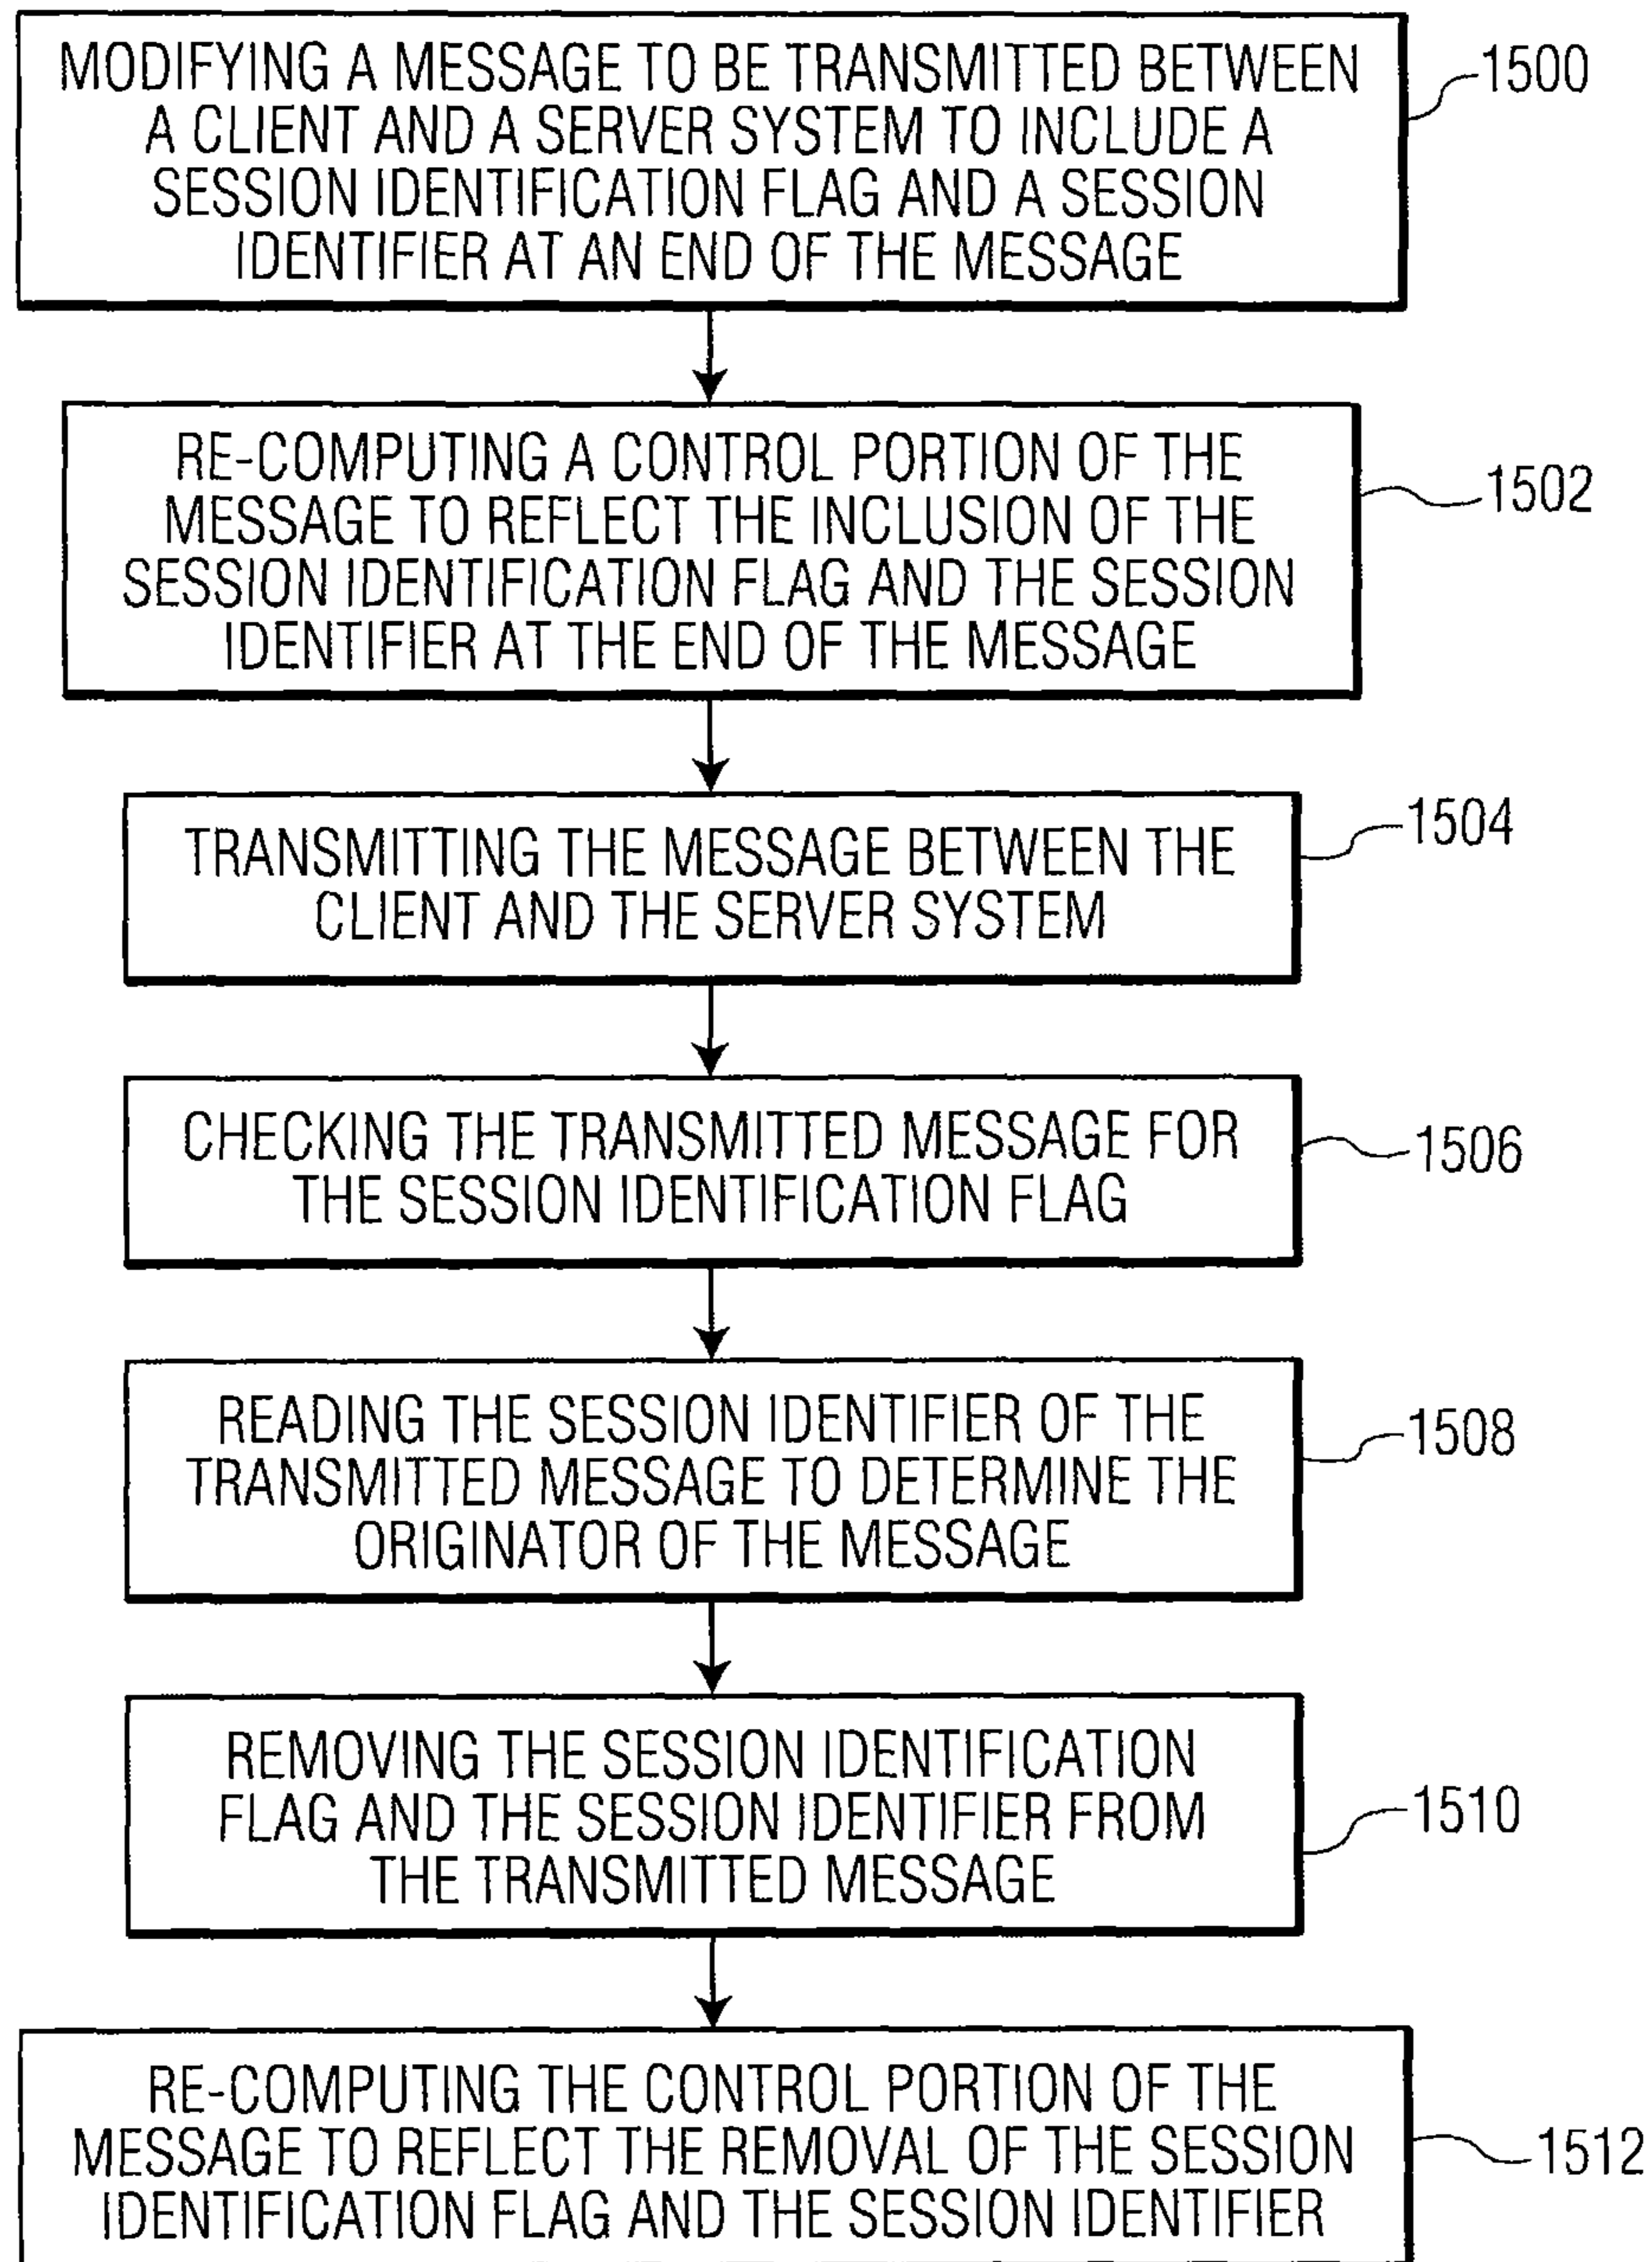 MODIFYING A MESSAGE TO BE TRANSMITTED BETWEEN
A CLIENT AND A SERVER SYSTEM TO INCLUDE A
SESSION IDENTIFICATION FLAG AND A SESSION
IDENTIFIER AT AN END OF THE MESSAGE
1500
RE-COMPUTING A CONTROL PORTION OF THE
MESSAGE TO REFLECT THE INCLUSION OF THE
SESSION IDENTIFICATION FLAG AND THE SESSION
IDENTIFIER AT THE END OF THE MESSAGE
1502
TRANSMITTING THE MESSAGE BETWEEN THE
CLIENT AND THE SERVER SYSTEM
1504
CHECKING THE TRANSMITTED MESSAGE FOR
THE SESSION IDENTIFICATION FLAG
1506
READING THE SESSION IDENTIFIER OF THE
TRANSMITTED MESSAGE TO DETERMINE THE
ORIGINATOR OF THE MESSAGE
1508
REMOVING THE SESSION IDENTIFICATION
FLAG AND THE SESSION IDENTIFIER FROM
THE TRANSMITTED MESSAGE
1510
RE-COMPUTING THE CONTROL PORTION OF THE
MESSAGE TO REFLECT THE REMOVAL OF THE SESSION
IDENTIFICATION FLAG AND THE SESSION IDENTIFIER
1512